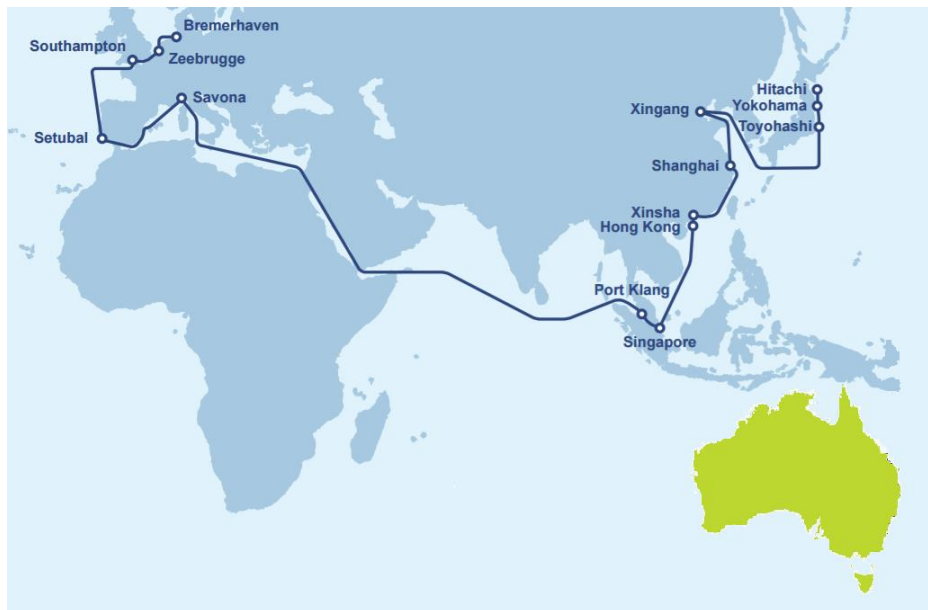 Bremerhaven
Southampton
Zeebrugge
Savona
Setubal
Hitachi
Yokohama
Xingang
Toyohashi
Shanghai
Xinsha
Hong Kong
Port Klang
Singapore